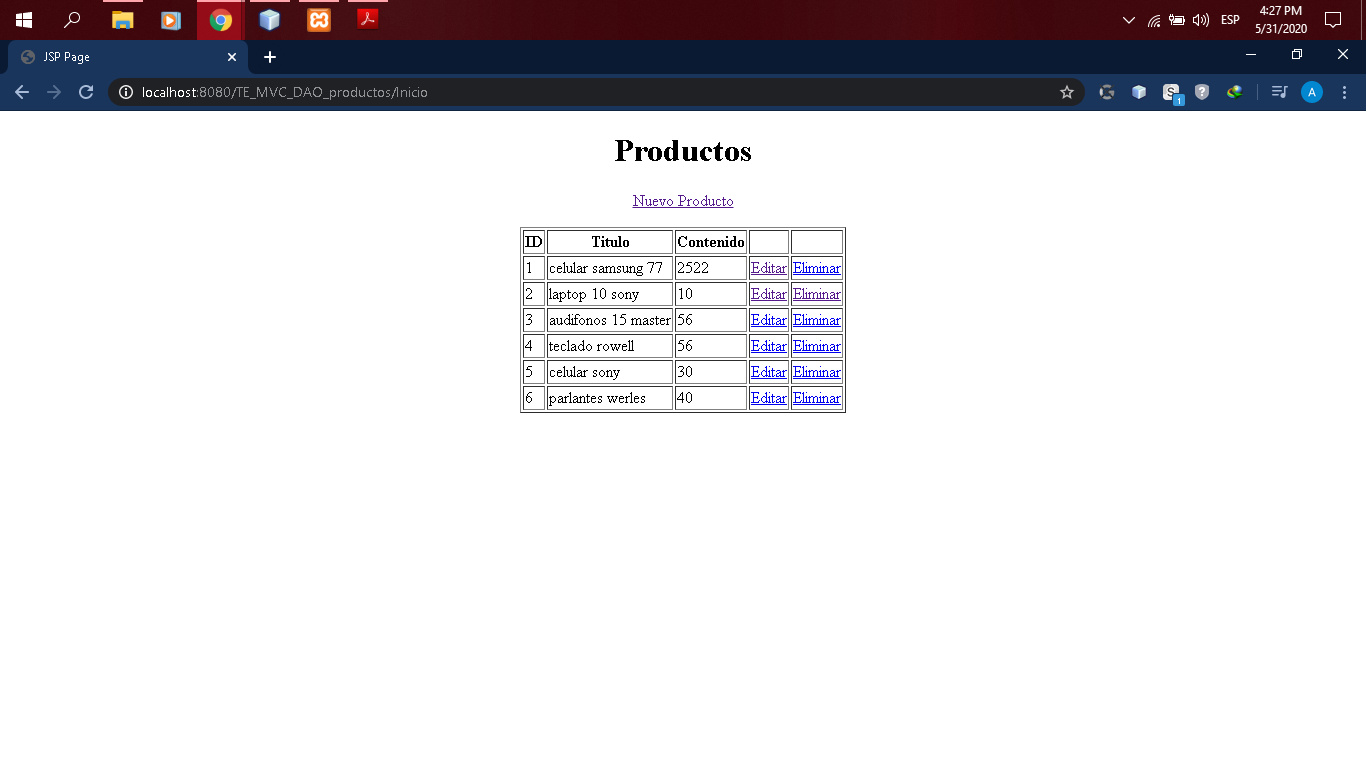 ESP
4:27 PM
5/31/2020
JSP Page
localhost:8080/TE_MVC_DAO_productos/Inicio
S
1
?
A
Productos
Nuevo Producto
ID Titulo Contenido
1 celular samsung 77 2522 Editar Eliminar
2 laptop 10 sony 10 Editar Eliminar
3 audifonos 15 master 56 Editar Eliminar
4 teclado rowell 56 Editar Eliminar
5 celular sony 30 Editar Eliminar
6 parlantes werles 40 Editar Eliminar